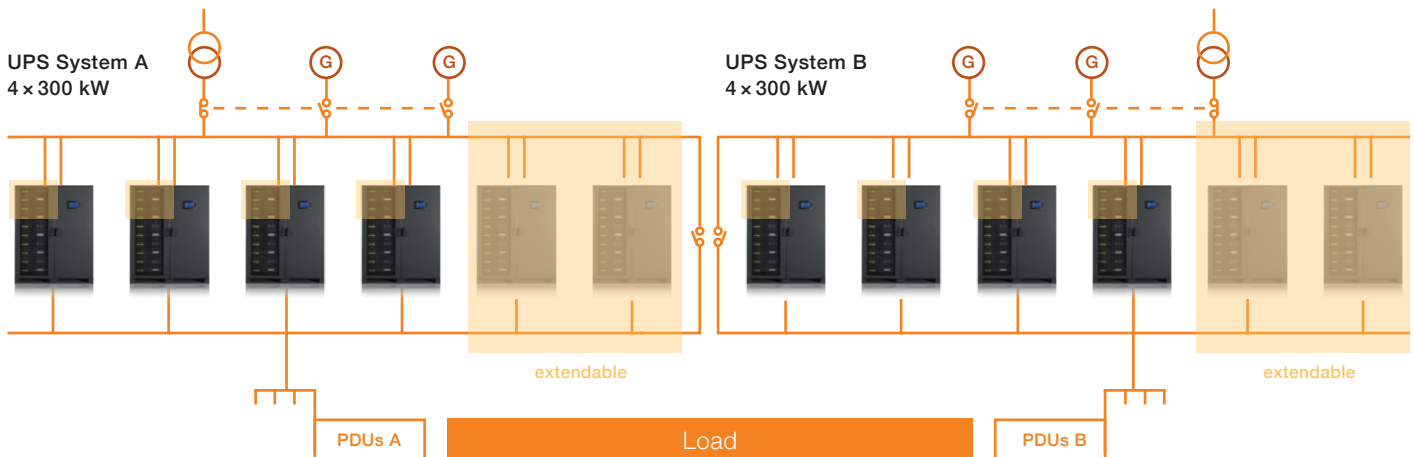 UPS System A
4 × 300 kW
G
G
UPS System B
4 × 300 kW
G
G
extendable
extendable
PDUs A
Load
PDUs B